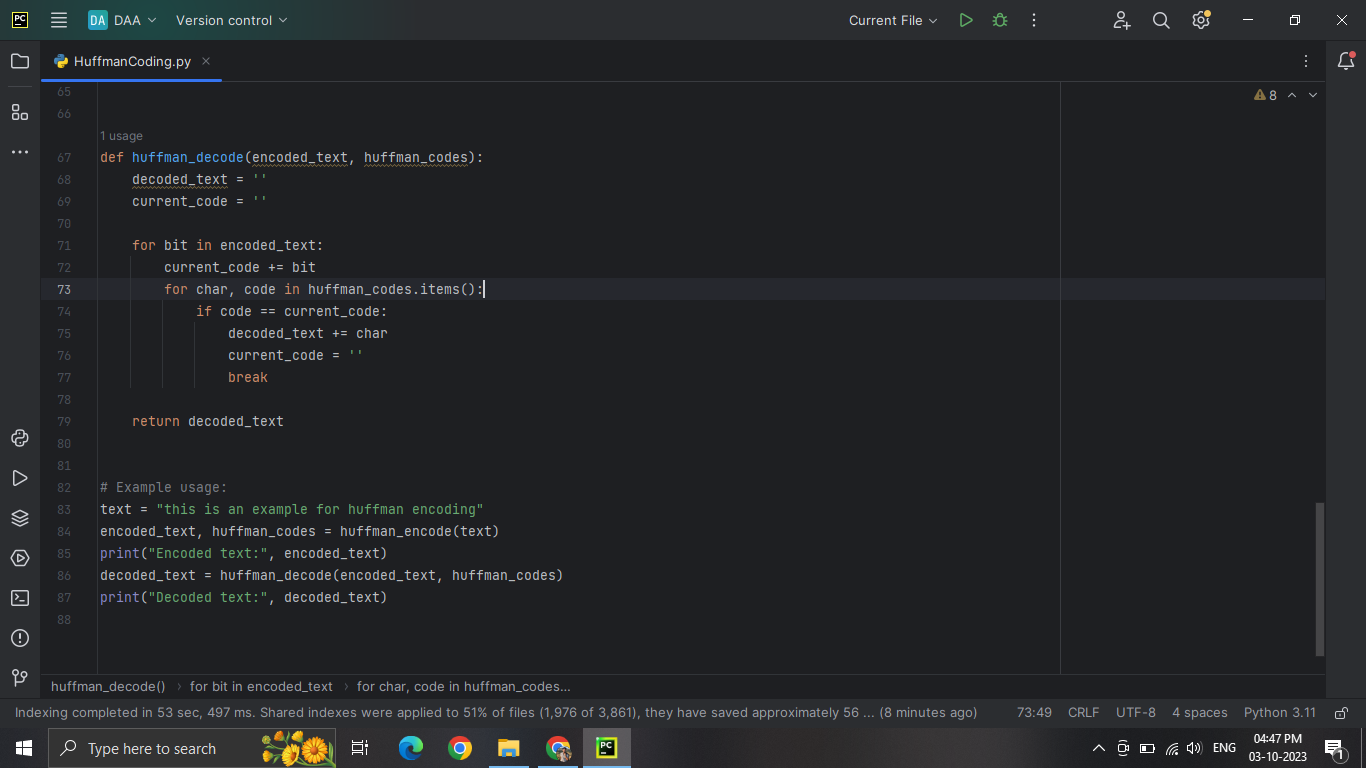 PC
DA DAA
Version control
Current File
HuffmanCoding.py
8
65
66
1 usage
67 def huffman_decode(encoded_text, huffman_codes):
68     decoded_text = ''
69     current_code = ''
70
71     for bit in encoded_text:
72         current_code += bit
73         for char, code in huffman_codes.items():
74             if code == current_code:
75                 decoded_text += char
76                 current_code = ''
77                 break
78
79     return decoded_text
80
81
82 # Example usage:
83 text = "this is an example for huffman encoding"
84 encoded_text, huffman_codes = huffman_encode(text)
85 print("Encoded text:", encoded_text)
86 decoded_text = huffman_decode(encoded_text, huffman_codes)
87 print("Decoded text:", decoded_text)
88
huffman_decode() › for bit in encoded_text › for char, code in huffman_codes...
Indexing completed in 53 sec, 497 ms. Shared indexes were applied to 51% of files (1,976 of 3,861), they have saved approximately 56 ... (8 minutes ago) 73:49 CRLF UTF-8 4 spaces Python 3.11
Type here to search
PC
ENG
04:47 PM
03-10-2023
1